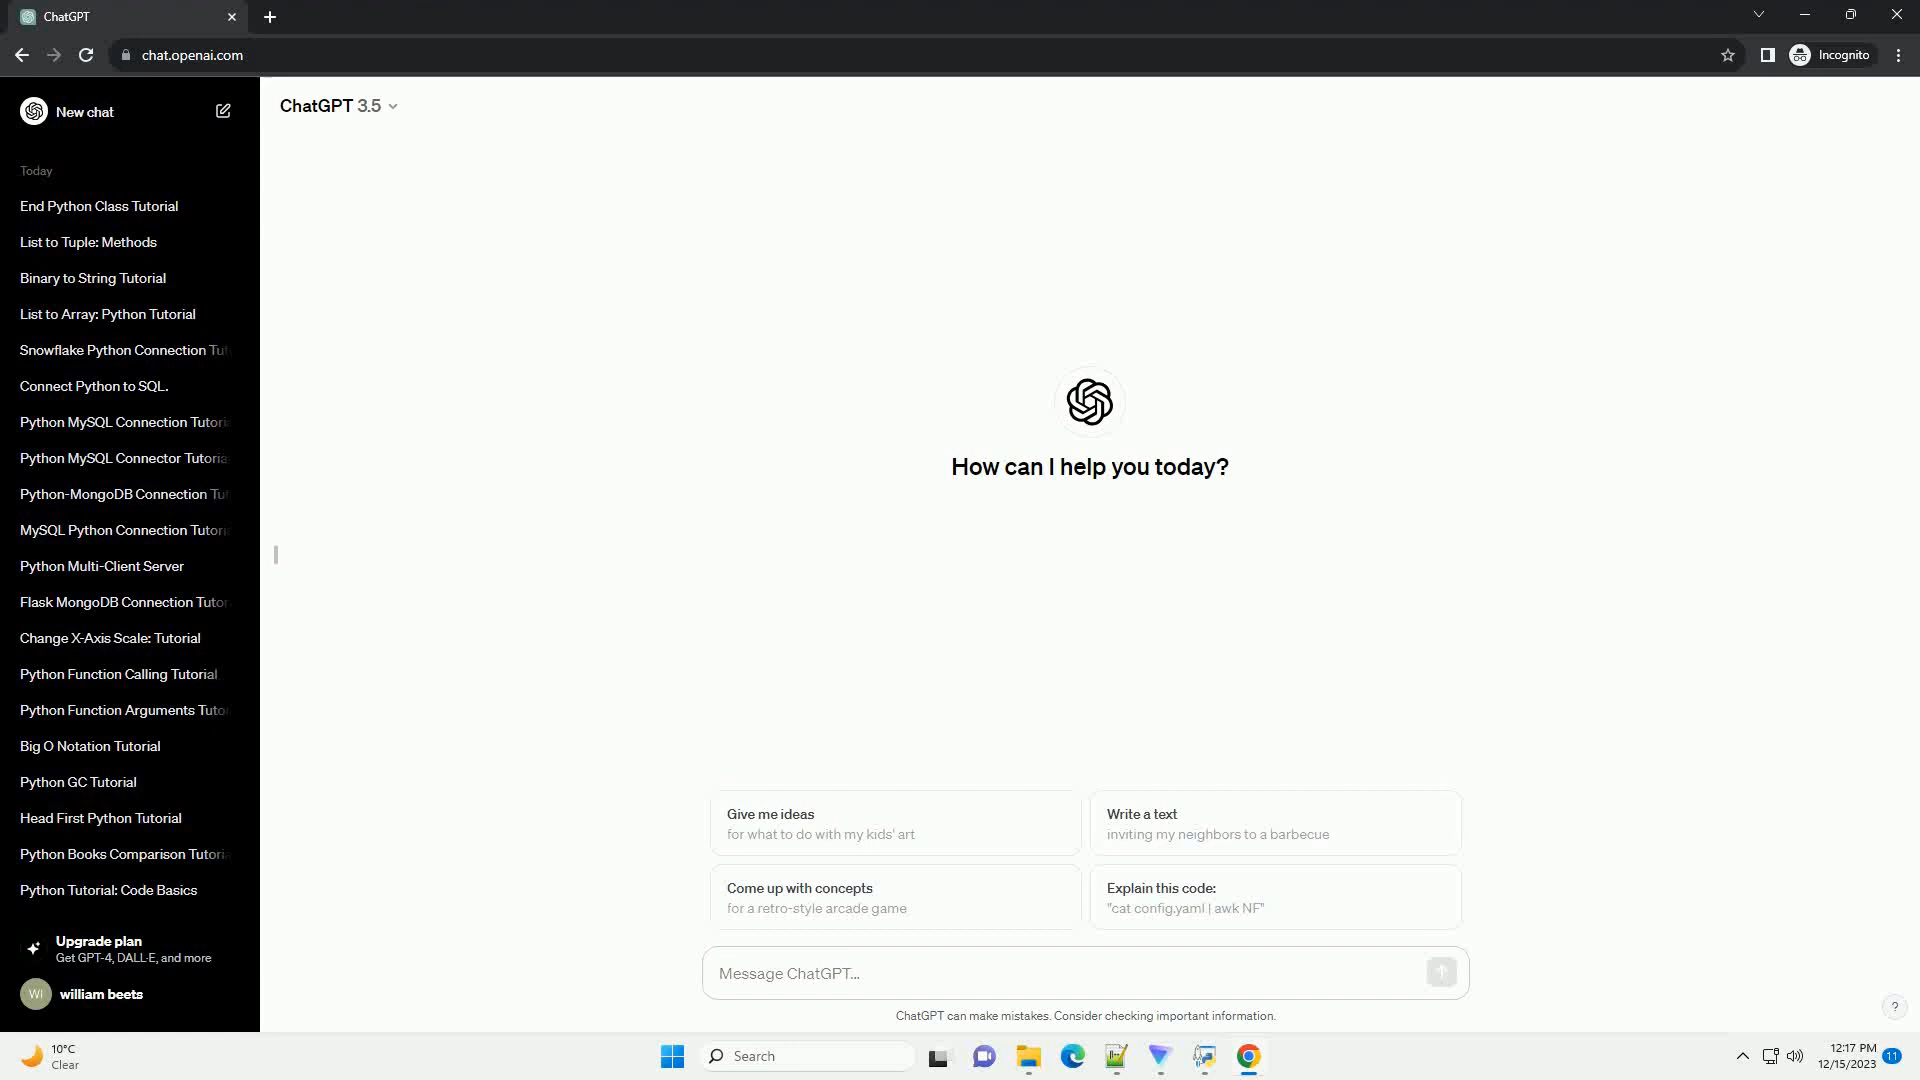 ChatGPT
chat.openai.com
Incognito
New chat
ChatGPT 3.5
Today
End Python Class Tutorial
List to Tuple: Methods
Binary to String Tutorial
List to Array: Python Tutorial
Snowflake Python Connection Tut
Connect Python to SQL.
Python MySQL Connection Tutoria
Python MySQL Connector Tutoria
Python-MongoDB Connection Tut
MySQL Python Connection Tutori
Python Multi-Client Server
Flask MongoDB Connection Tutor
Change X-Axis Scale: Tutorial
Python Function Calling Tutorial
Python Function Arguments Tuto
Big O Notation Tutorial
Python GC Tutorial
Head First Python Tutorial
Python Books Comparison Tutoria
Python Tutorial: Code Basics
Upgrade plan
Get GPT-4, DALL·E, and more
WI
william beets
How can I help you today?
Give me ideas
for what to do with my kids' art
Write a text
inviting my neighbors to a barbecue
Come up with concepts
for a retro-style arcade game
Explain this code:
"cat config.yaml | awk NF"
Message ChatGPT...
ChatGPT can make mistakes. Consider checking important information.
?
10°C
Clear
Search
12:17 PM
12/15/2023
11